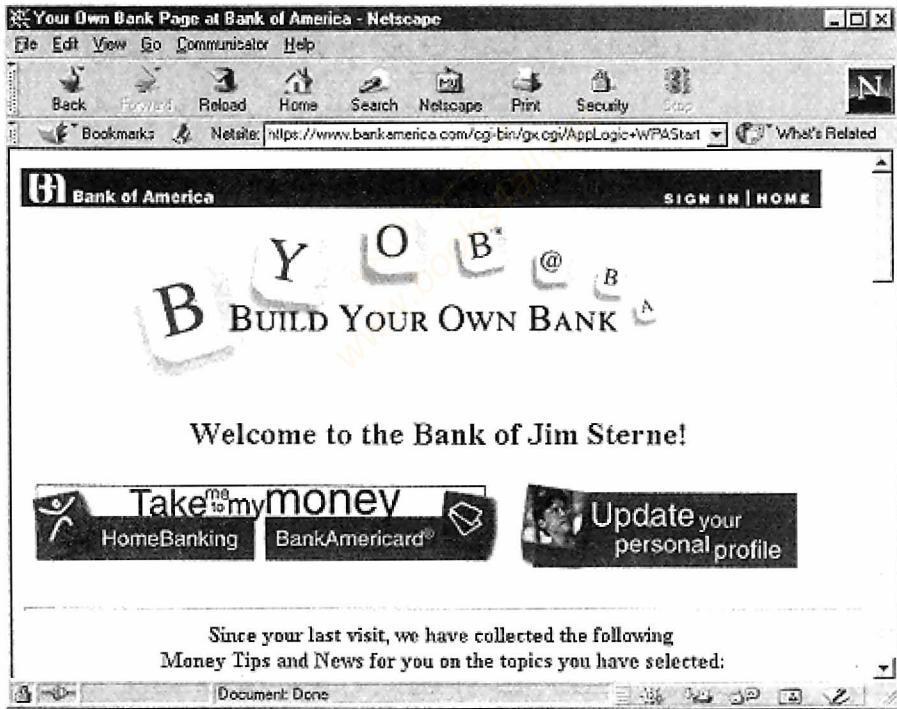 Your Own Bank Page at Bank of America - Netscape
File Edit View Go Communicator Help
Back Forward Reload Home Search Netscape Print Security Stop
Bookmarks Netsite: https://www.bankamerica.com/cgi-bin/gx.cgi/AppLogic+WPAStart What's Related
Bank of America SIGN IN | HOME
B Y O B @ B A
BUILD YOUR OWN BANK
Welcome to the Bank of Jim Sterne!
Take me to my money
HomeBanking BankAmericard®
Update your
personal profile
Since your last visit, we have collected the following
Money Tips and News for you on the topics you have selected:
Document: Done